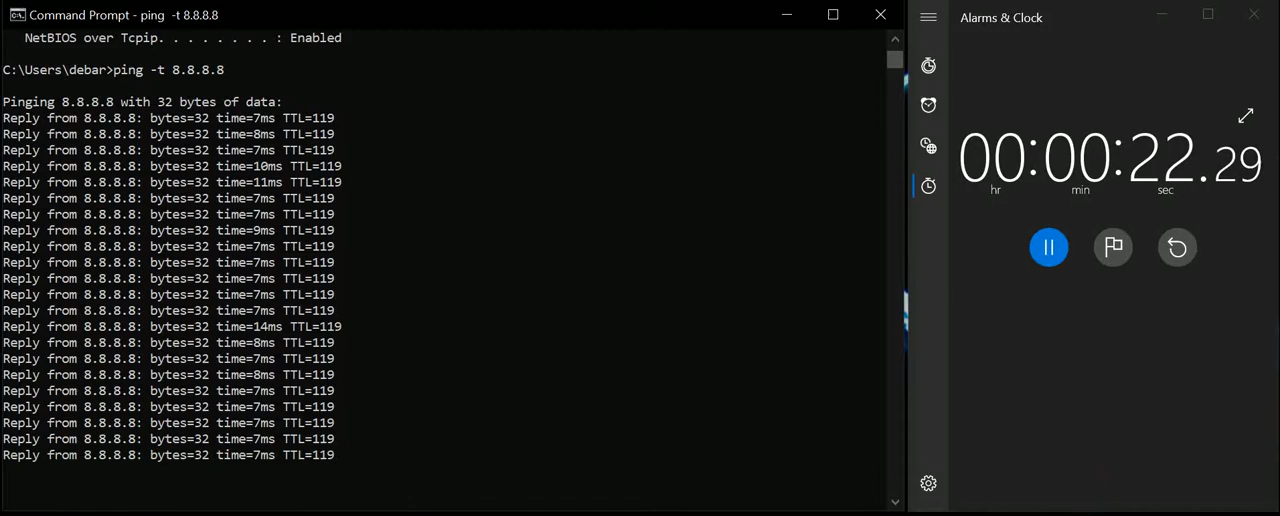 Command Prompt - ping  -t 8.8.8.8
NetBIOS over Tcpip. . . . . . . . : Enabled
C:\Users\debar>ping -t 8.8.8.8
Pinging 8.8.8.8 with 32 bytes of data:
Reply from 8.8.8.8: bytes=32 time=7ms TTL=119
Reply from 8.8.8.8: bytes=32 time=8ms TTL=119
Reply from 8.8.8.8: bytes=32 time=7ms TTL=119
Reply from 8.8.8.8: bytes=32 time=10ms TTL=119
Reply from 8.8.8.8: bytes=32 time=11ms TTL=119
Reply from 8.8.8.8: bytes=32 time=7ms TTL=119
Reply from 8.8.8.8: bytes=32 time=7ms TTL=119
Reply from 8.8.8.8: bytes=32 time=9ms TTL=119
Reply from 8.8.8.8: bytes=32 time=7ms TTL=119
Reply from 8.8.8.8: bytes=32 time=7ms TTL=119
Reply from 8.8.8.8: bytes=32 time=7ms TTL=119
Reply from 8.8.8.8: bytes=32 time=7ms TTL=119
Reply from 8.8.8.8: bytes=32 time=7ms TTL=119
Reply from 8.8.8.8: bytes=32 time=14ms TTL=119
Reply from 8.8.8.8: bytes=32 time=8ms TTL=119
Reply from 8.8.8.8: bytes=32 time=7ms TTL=119
Reply from 8.8.8.8: bytes=32 time=8ms TTL=119
Reply from 8.8.8.8: bytes=32 time=7ms TTL=119
Reply from 8.8.8.8: bytes=32 time=7ms TTL=119
Reply from 8.8.8.8: bytes=32 time=7ms TTL=119
Reply from 8.8.8.8: bytes=32 time=7ms TTL=119
Reply from 8.8.8.8: bytes=32 time=7ms TTL=119
Alarms & Clock
00:00:22.29
hr min sec